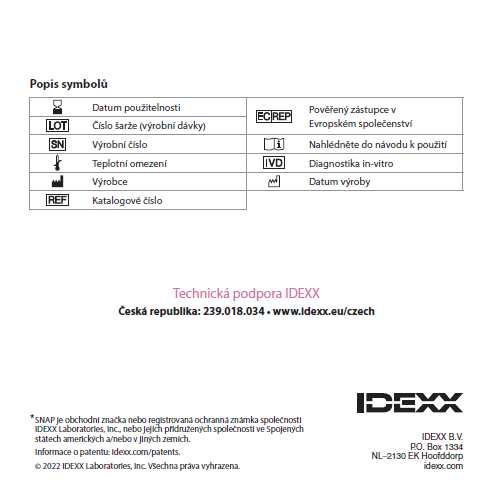 Popis symbolů
Datum použitelnosti
LOT Číslo šarže (výrobní dávky)
SN Výrobní číslo
Teplotní omezení
Výrobce
REF Katalogové číslo
EC REP Pověřený zástupce v
Evropském společenství
Nahlédněte do návodu k použití
IVD Diagnostika in-vitro
Datum výroby
Technická podpora IDEXX
Česká republika: 239.018.034 • www.idexx.eu/czech
*SNAP je obchodní značka nebo registrovaná ochranná známka společnosti
IDEXX Laboratories, Inc., nebo jejích přidružených společností ve Spojených
státech amerických a/nebo v jiných zemích.
Informace o patentu: idexx.com/patents.
© 2022 IDEXX Laboratories, Inc. Všechna práva vyhrazena.
IDEXX
IDEXX B.V.
P.O. Box 1334
NL–2130 EK Hoofddorp
idexx.com